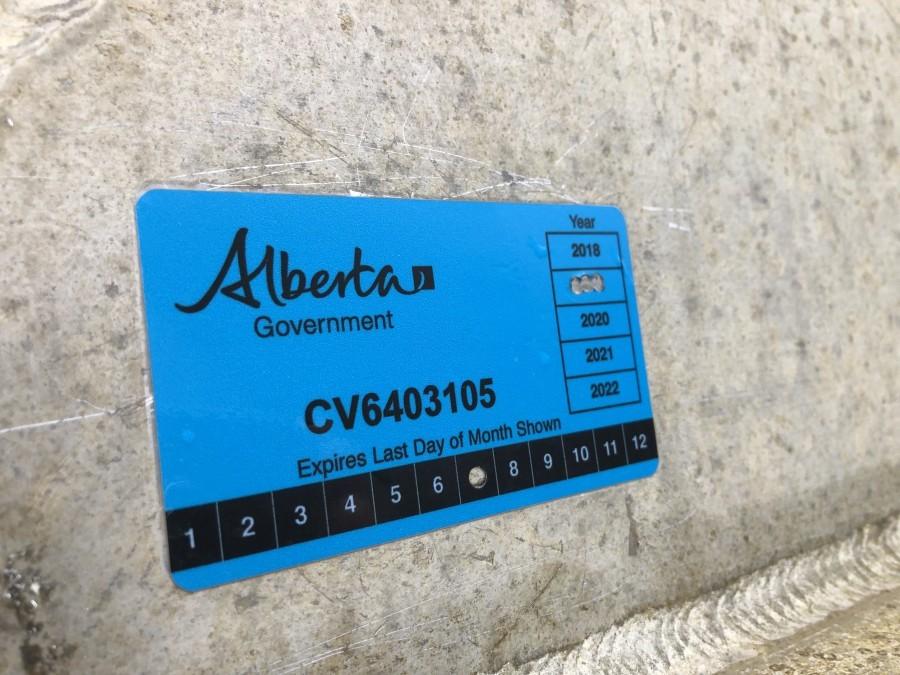 Alberta
Government
Year
2018
2020
2021
2022
CV6403105
Expires Last Day of Month Shown
1 2 3 4 5 6 8 9 10 11 12